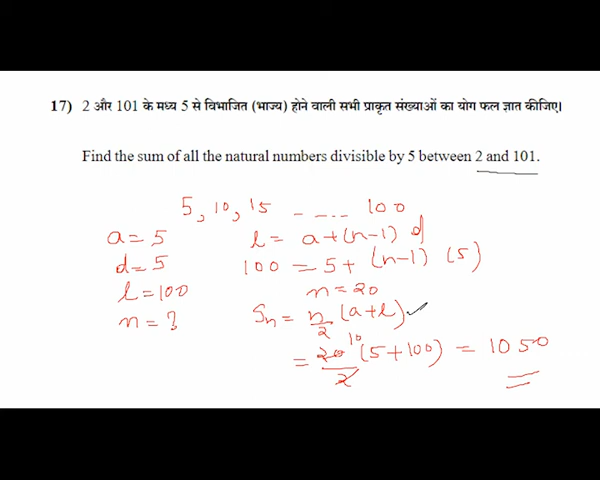 17) 2 और 101 के मध्य 5 से विभाजित (भाज्य) होने वाली सभी प्राकृत संख्याओं का योग फल ज्ञात कीजिए।
Find the sum of all the natural numbers divisible by 5 between 2 and 101.
5, 10, 15 ---- 100
a = 5
l = a+(n-1) d
d = 5
100 = 5+ (n-1) (5)
l = 100
n = 20
n = ?
Sn = n/2 (a+l) ✓
= 20/2 10 (5+100) = 1050